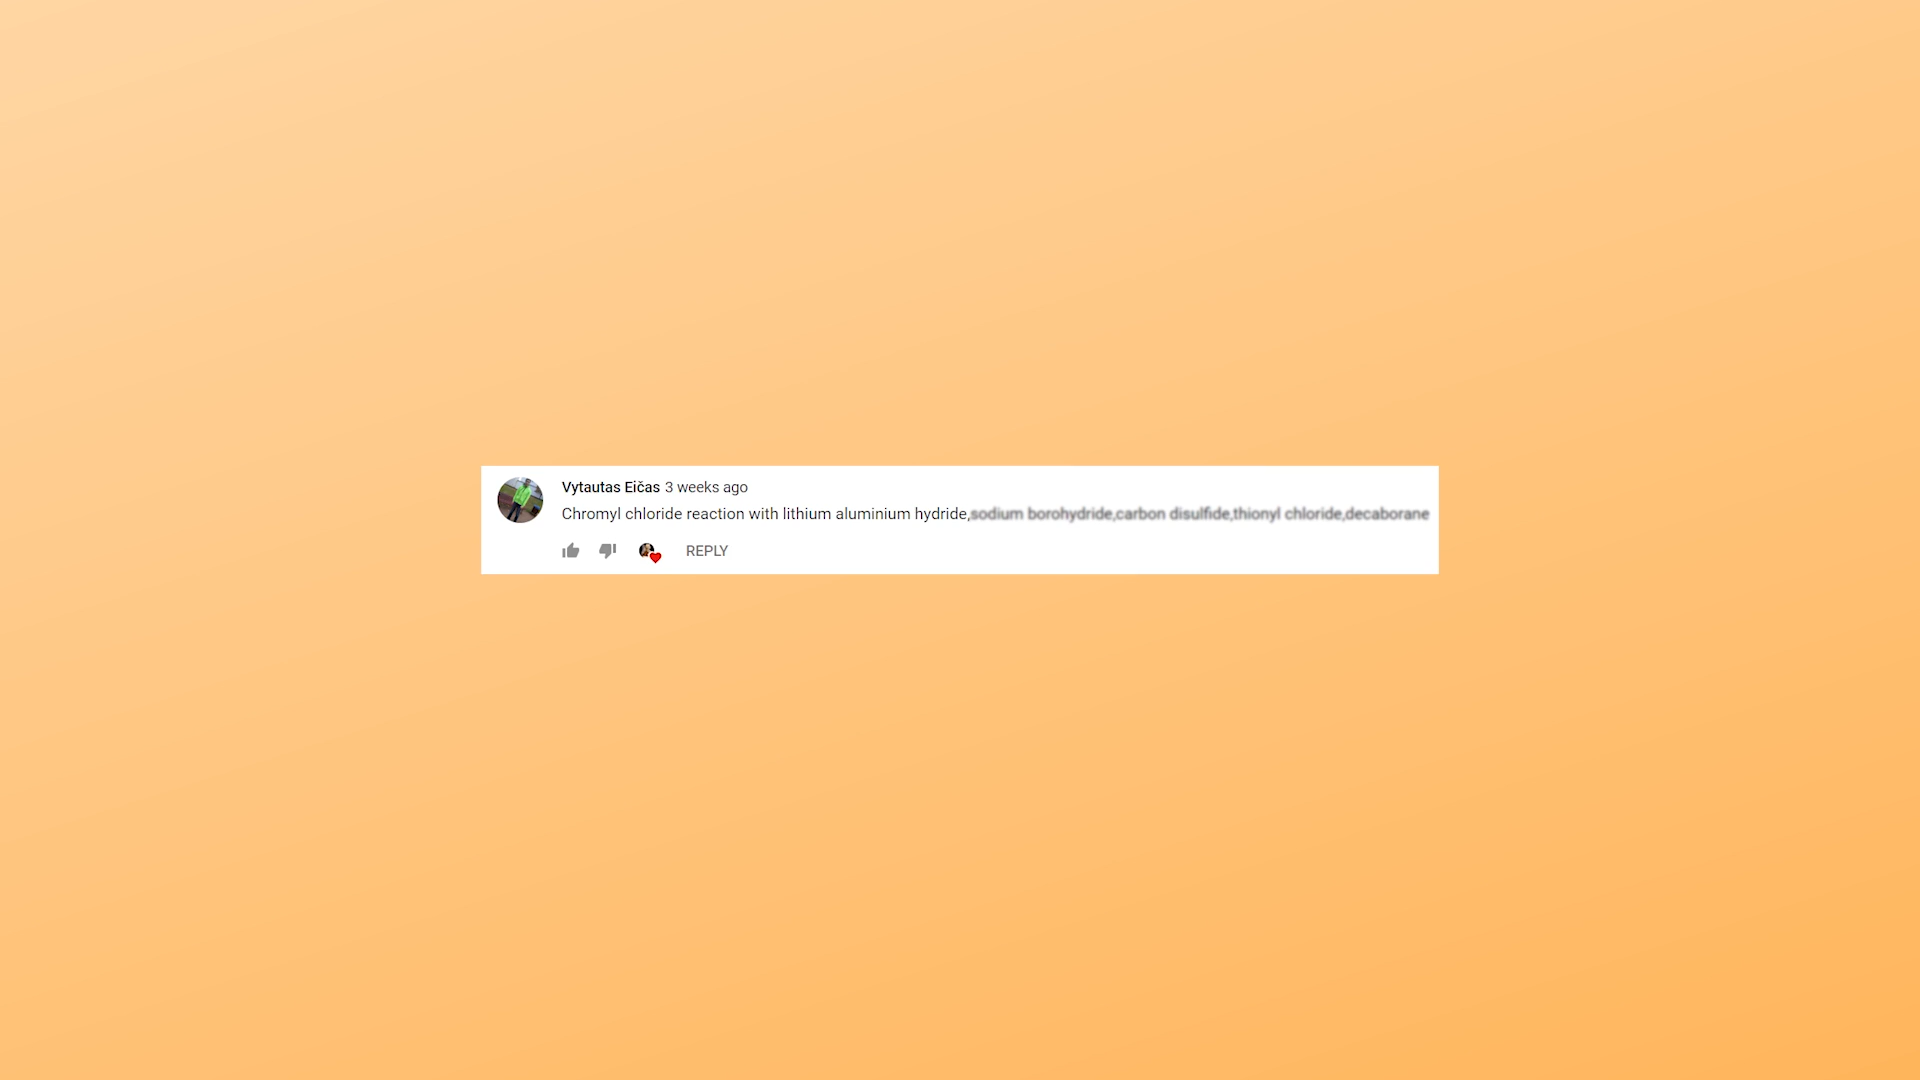 Vytautas Eičas 3 weeks ago
Chromyl chloride reaction with lithium aluminium hydride,sodium borohydride,carbon disulfide,thionyl chloride,decaborane
REPLY